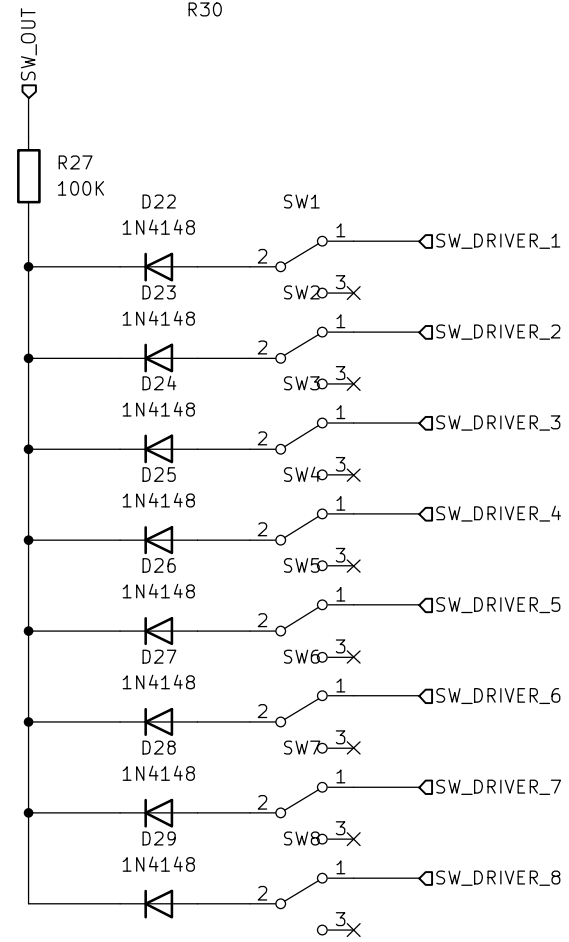 R30
SW_OUT
R27
100K
D22
1N4148
SW1
2
1
SW_DRIVER_1
3
D23
1N4148
SW2
2
1
SW_DRIVER_2
3
D24
1N4148
SW3
2
1
SW_DRIVER_3
3
D25
1N4148
SW4
2
1
SW_DRIVER_4
3
D26
1N4148
SW5
2
1
SW_DRIVER_5
3
D27
1N4148
SW6
2
1
SW_DRIVER_6
3
D28
1N4148
SW7
2
1
SW_DRIVER_7
3
D29
1N4148
SW8
2
1
SW_DRIVER_8
3